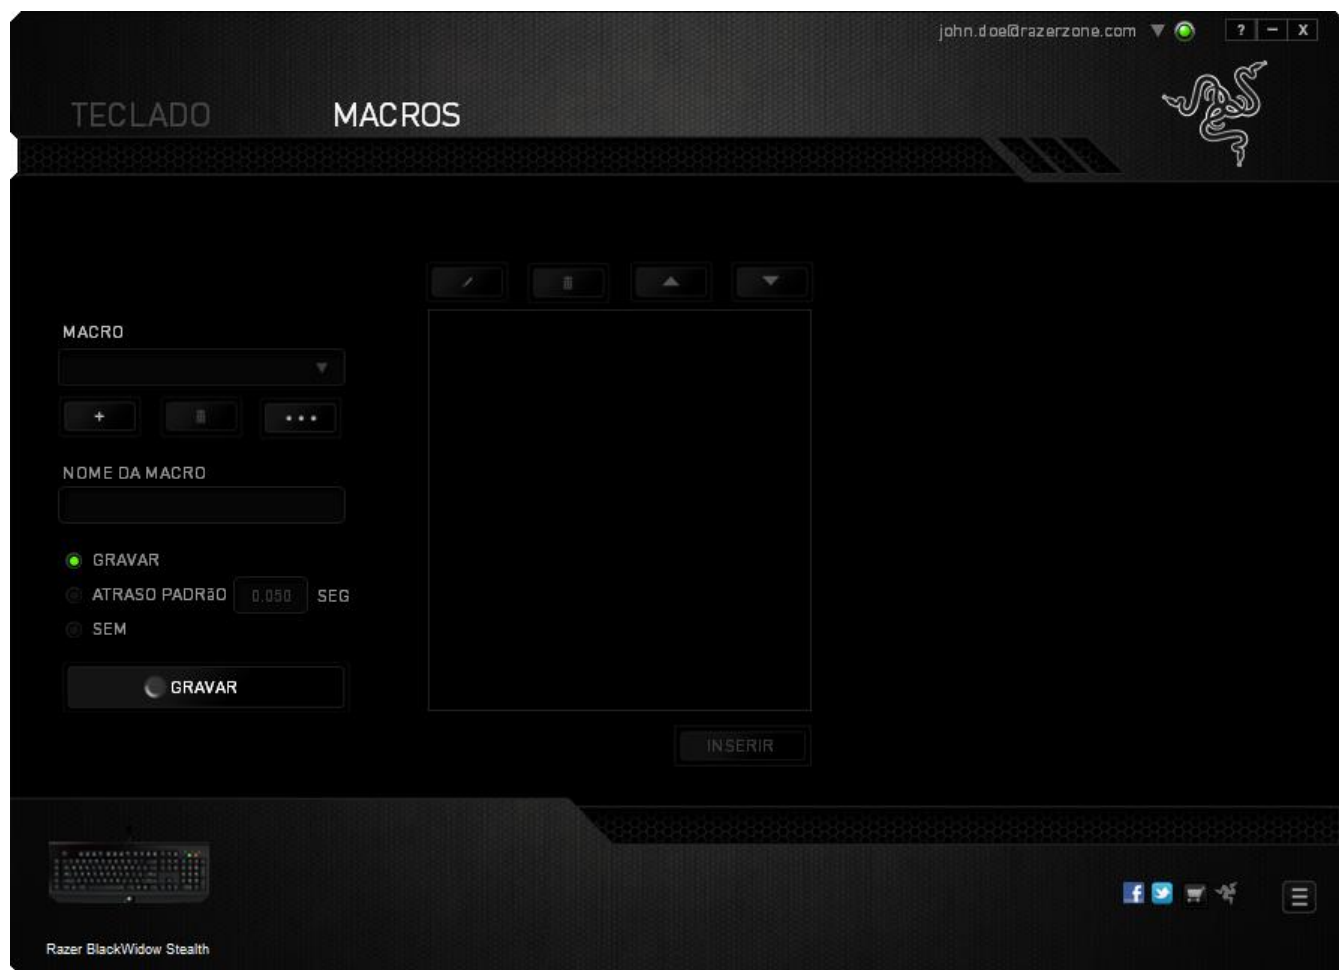 john.doe@razerzone.com
? – X
TECLADO MACROS
MACRO
+
NOME DA MACRO
GRAVAR
ATRASO PADRãO 0.050 SEG
SEM
GRAVAR
INSERIR
Razer BlackWidow Stealth